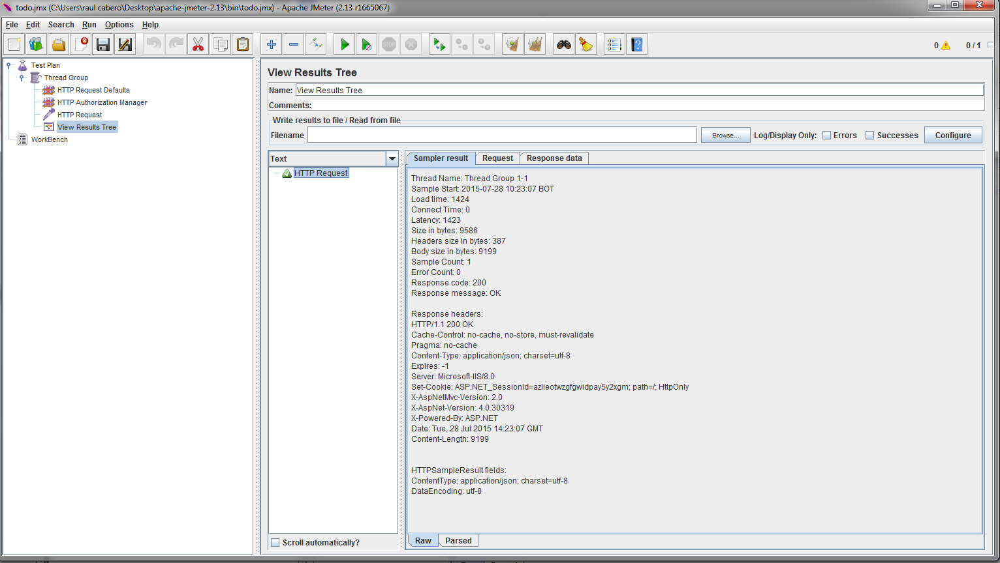 todo.jmx (C:\Users\raul cabero\Desktop\apache-jmeter-2.13\bin\todo.jmx) - Apache JMeter (2.13 r1665067)
File Edit Search Run Options Help
STOP
0 0 / 1
Test Plan
Thread Group
HTTP Request Defaults
HTTP Authorization Manager
HTTP Request
View Results Tree
WorkBench
View Results Tree
Name: View Results Tree
Comments:
Write results to file / Read from file
Filename Browse... Log/Display Only: Errors Successes Configure
Text
HTTP Request
Scroll automatically?
Sampler result Request Response data
Thread Name: Thread Group 1-1
Sample Start: 2015-07-28 10:23:07 BOT
Load time: 1424
Connect Time: 0
Latency: 1423
Size in bytes: 9586
Headers size in bytes: 387
Body size in bytes: 9199
Sample Count: 1
Error Count: 0
Response code: 200
Response message: OK
Response headers:
HTTP/1.1 200 OK
Cache-Control: no-cache, no-store, must-revalidate
Pragma: no-cache
Content-Type: application/json; charset=utf-8
Expires: -1
Server: Microsoft-IIS/8.0
Set-Cookie: ASP.NET_SessionId=azlieotwzgfgwidpay5y2xgm; path=/; HttpOnly
X-AspNetMvc-Version: 2.0
X-AspNet-Version: 4.0.30319
X-Powered-By: ASP.NET
Date: Tue, 28 Jul 2015 14:23:07 GMT
Content-Length: 9199
HTTPSampleResult fields:
ContentType: application/json; charset=utf-8
DataEncoding: utf-8
Raw Parsed